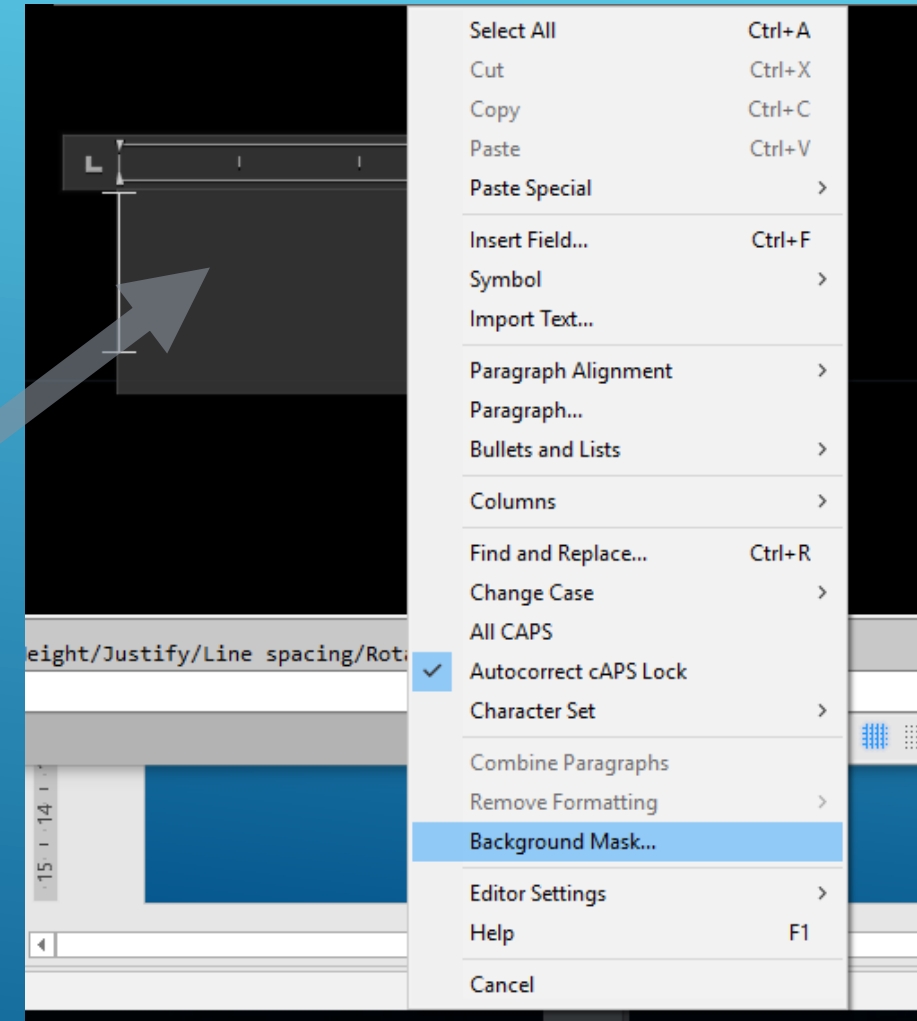 Select All Ctrl+A
Cut Ctrl+X
Copy Ctrl+C
Paste Ctrl+V
Paste Special
Insert Field... Ctrl+F
Symbol
Import Text...
Paragraph Alignment
Paragraph...
Bullets and Lists
Columns
Find and Replace... Ctrl+R
Change Case
All CAPS
eight/Justify/Line spacing/Rot
Autocorrect cAPS Lock
Character Set
Combine Paragraphs
Remove Formatting
14
Background Mask...
15
Editor Settings
Help F1
Cancel